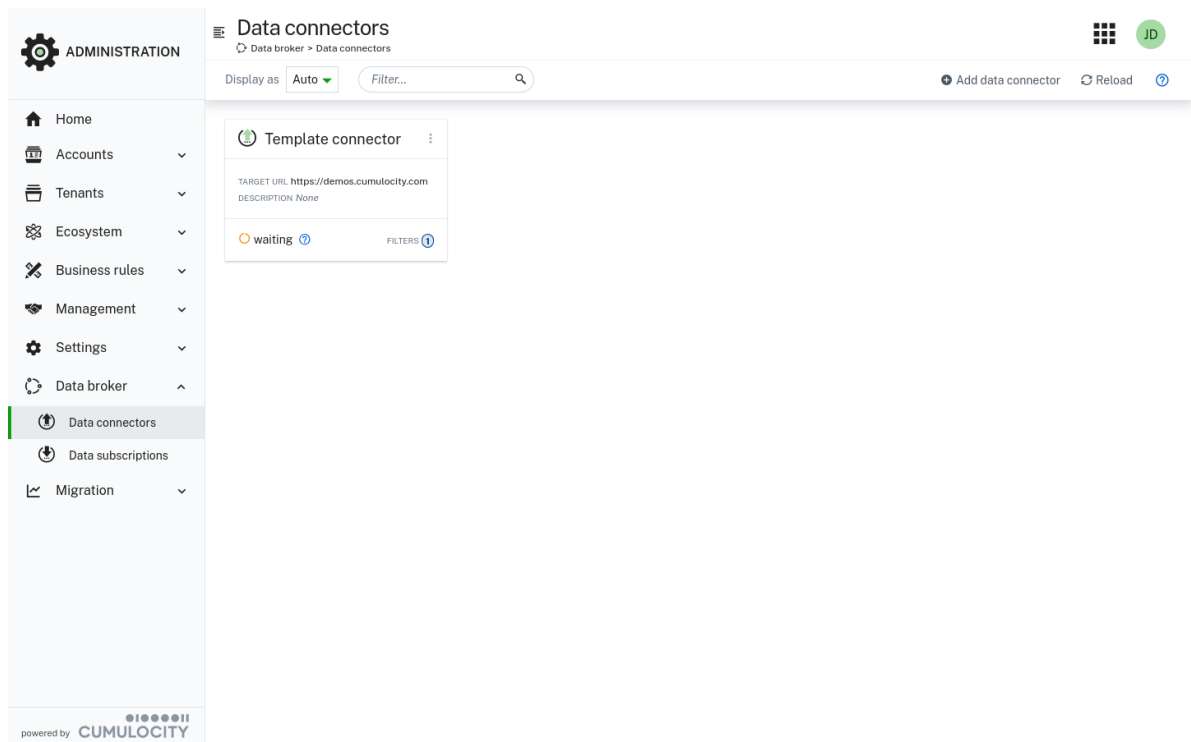 ADMINISTRATION
Data connectors
Data broker > Data connectors
JD
Display as Auto Filter... Add data connector Reload
Home
Accounts
Tenants
Ecosystem
Business rules
Management
Settings
Data broker
Data connectors
Data subscriptions
Migration
Template connector
TARGET URL https://demos.cumulocity.com
DESCRIPTION None
waiting FILTERS 1
powered by CUMULOCITY